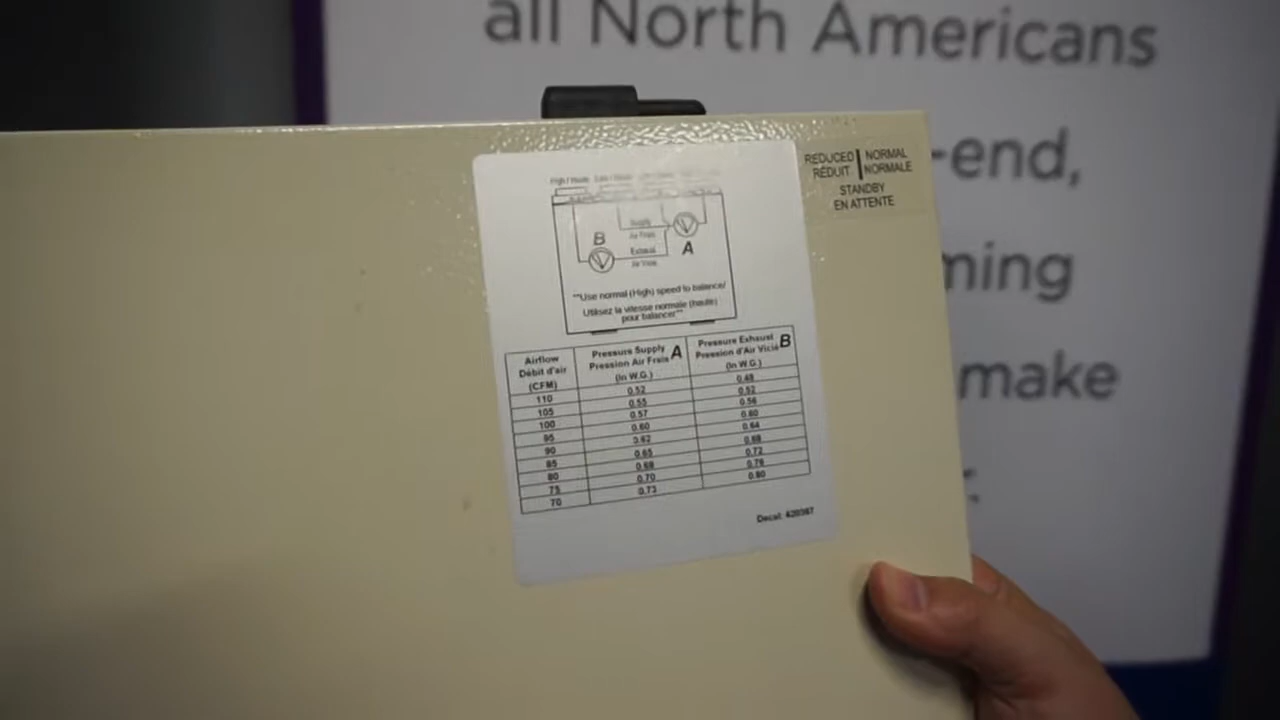 all North Americans
-end,
ming
make
REDUCED | NORMAL
RÉDUIT | NORMALE
STANDBY
EN ATTENTE
Supply
Air Frais
B
A
Exhaust
Air Vicié
**Use normal (High) speed to balance/
Utilisez la vitesse normale (haute)
pour balancer**
Airflow
Débit d'air
(CFM)
Pressure Supply A
Pression Air Frais
(In W.G.)
Pressure Exhaust B
Pression d'Air Vicié
(In W.G.)
110 0.52 0.48
105 0.55 0.52
100 0.57 0.56
95 0.60 0.60
90 0.62 0.64
85 0.65 0.68
80 0.68 0.72
75 0.70 0.76
70 0.73 0.80
Decal: